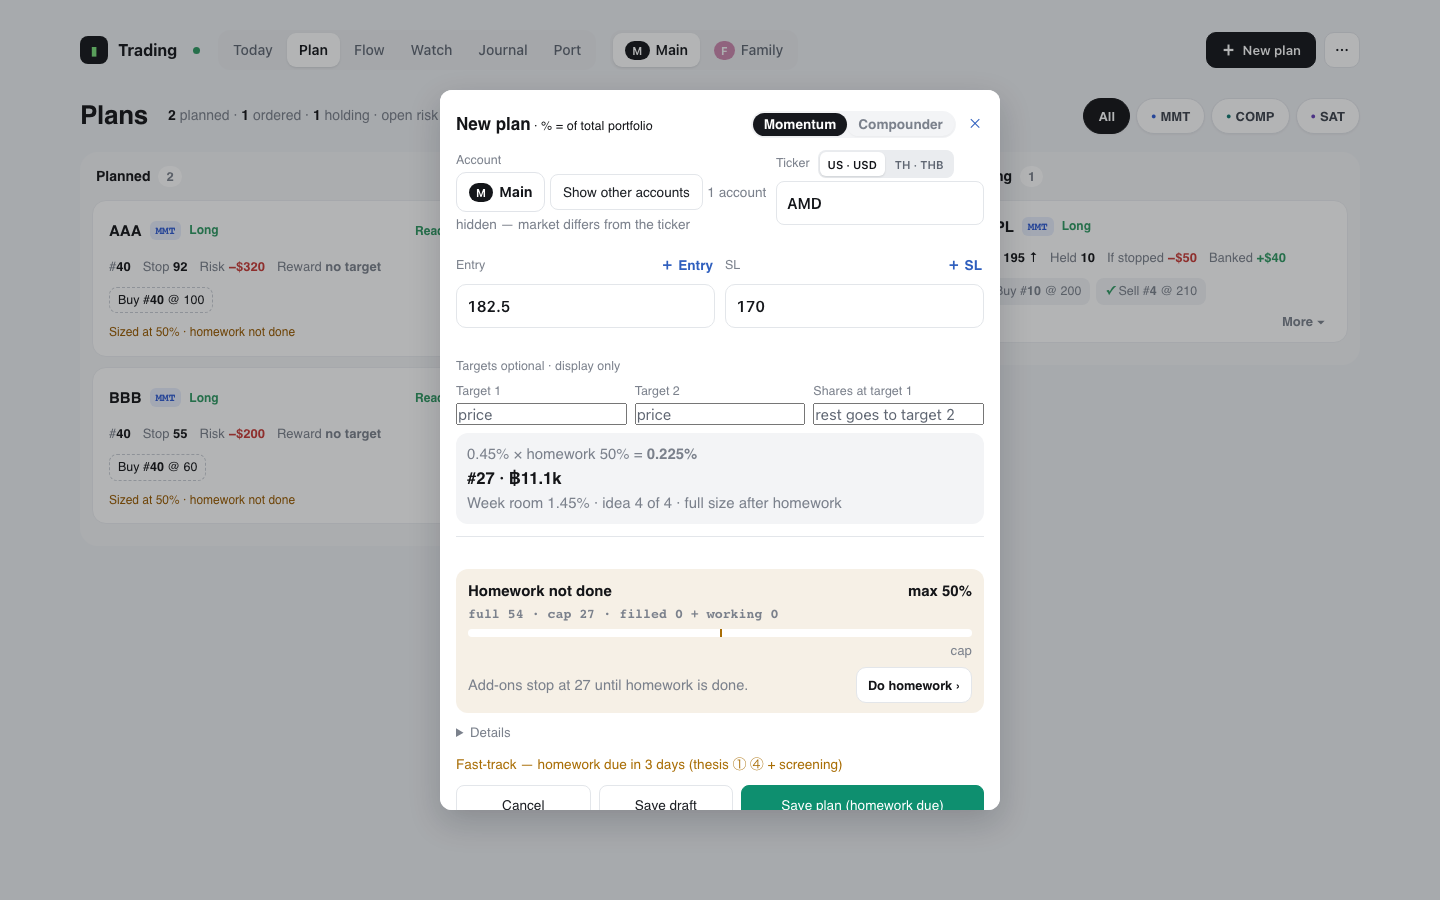 Trading
Today Plan Flow Watch Journal Port
M Main F Family
+ New plan
...
Plans
2 planned · 1 ordered · 1 holding · open risk
All • MMT • COMP • SAT
Planned 2
AAA MMT Long
#40 Stop 92 Risk –$320 Reward no target
Buy #40 @ 100
Sized at 50% · homework not done
BBB MMT Long
#40 Stop 55 Risk –$200 Reward no target
Buy #40 @ 60
Sized at 50% · homework not done
1
MMT Long
195 ↑ Held 10 If stopped –$50 Banked +$40
#10 @ 200 ✓ Sell #4 @ 210
More
New plan · % = of total portfolio
Momentum Compounder ×
Account
M Main Show other accounts 1 account
hidden — market differs from the ticker
Ticker US · USD TH · THB
AMD
Entry + Entry SL + SL
182.5 170
Targets optional · display only
Target 1 Target 2 Shares at target 1
price price rest goes to target 2
0.45% × homework 50% = 0.225%
#27 · ฿11.1k
Week room 1.45% · idea 4 of 4 · full size after homework
Homework not done max 50%
full 54 · cap 27 · filled 0 + working 0
cap
Add-ons stop at 27 until homework is done. Do homework ›
▶ Details
Fast-track — homework due in 3 days (thesis ① ④ + screening)
Cancel Save draft Save plan (homework due)